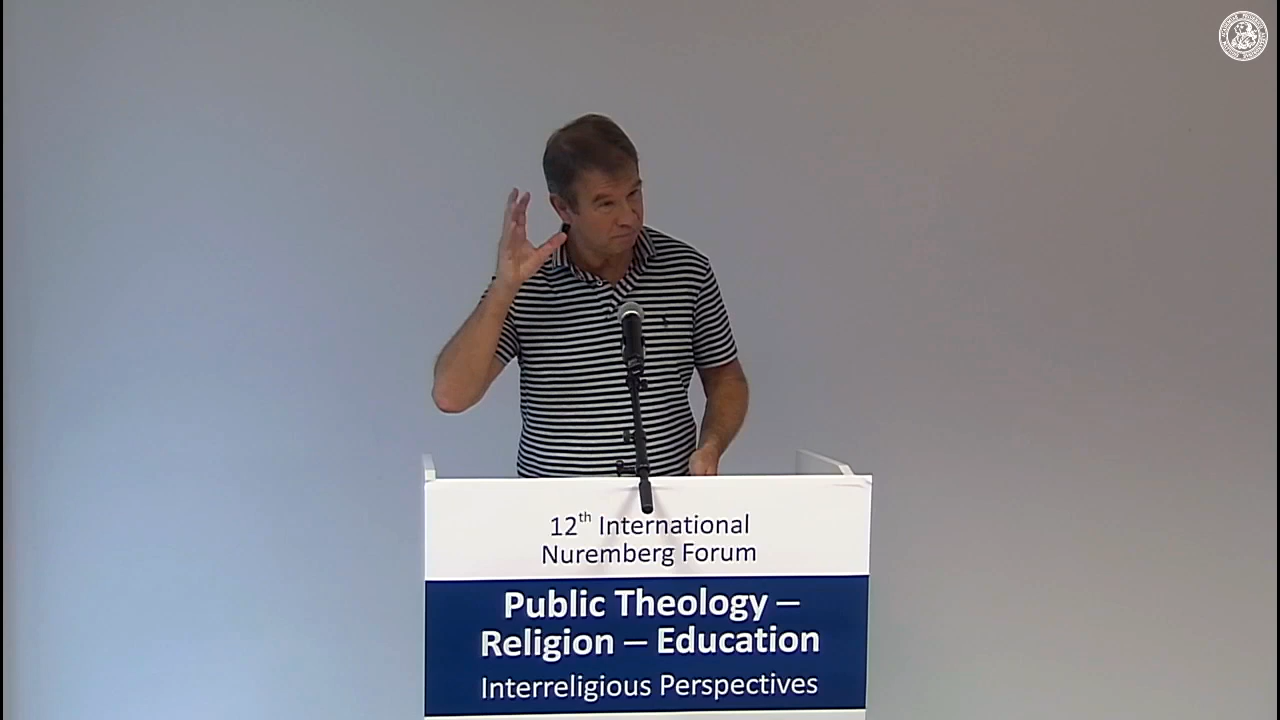 12th International
Nuremberg Forum
Public Theology –
Religion – Education
Interreligious Perspectives